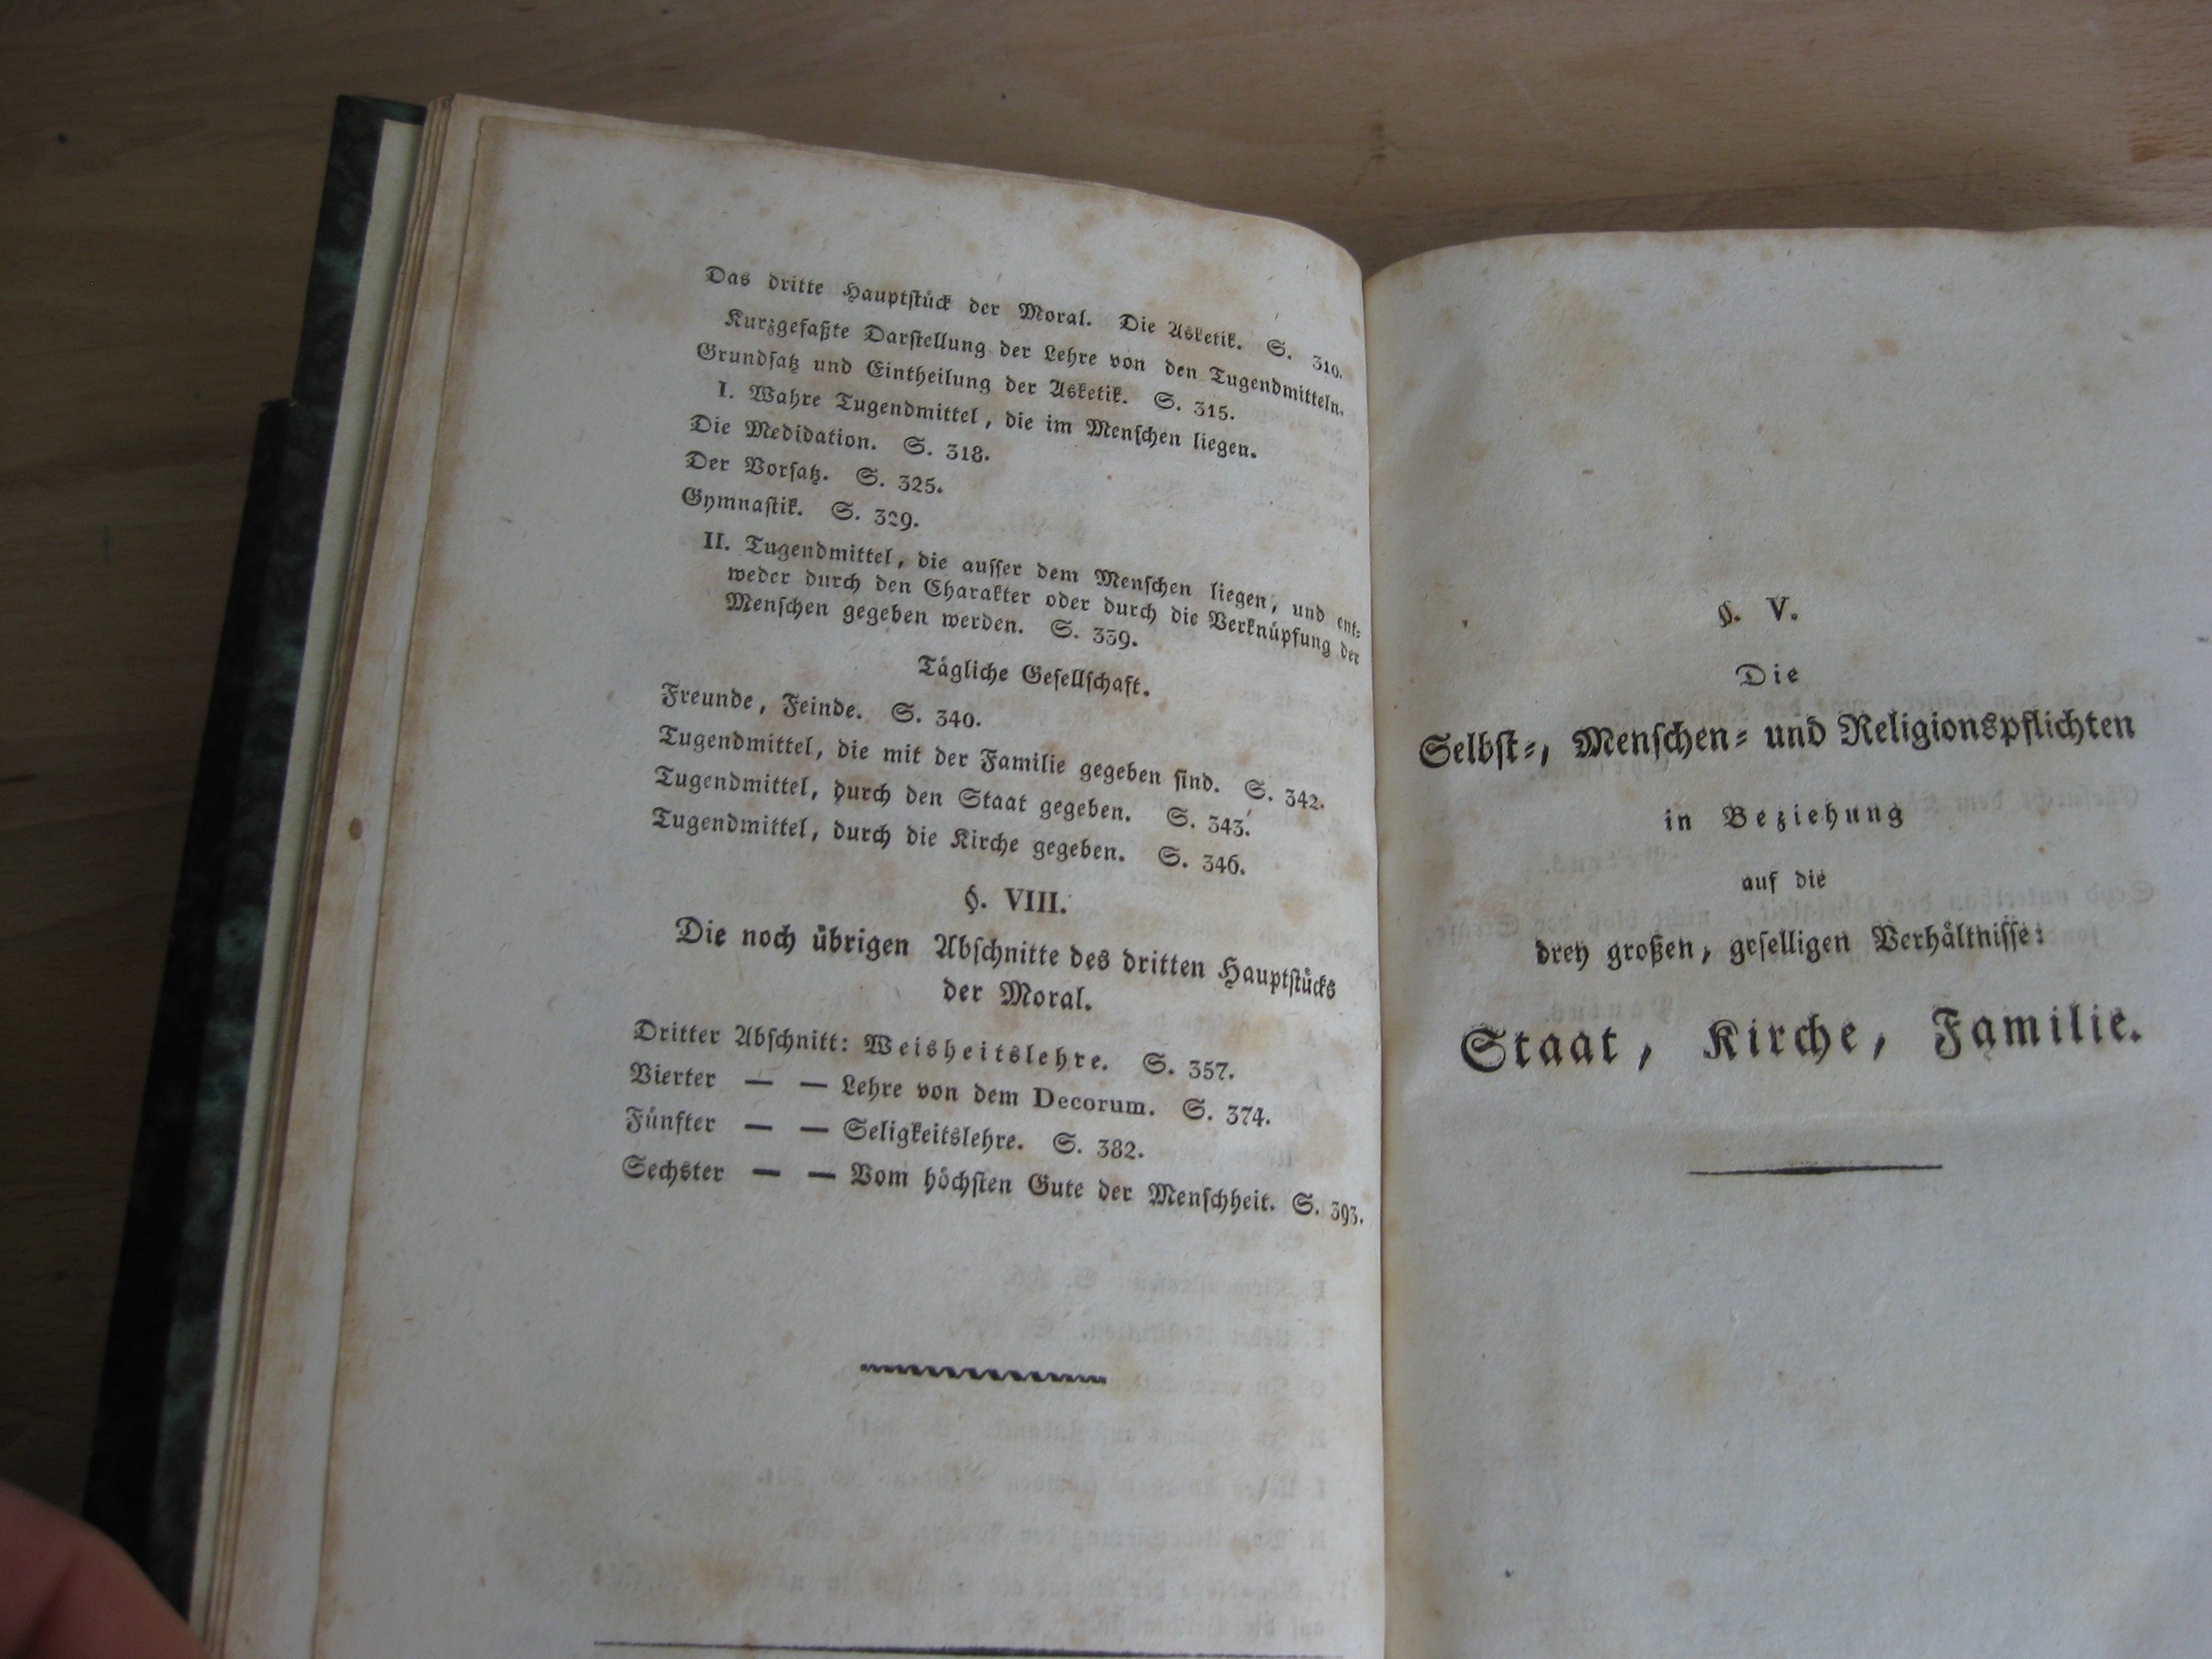 Das dritte Hauptstück der Moral. Die Asketik. S. 310.
Kurzgefaßte Darstellung der Lehre von den Tugendmitteln.
Grundsatz und Eintheilung der Asketik. S. 315.
I. Wahre Tugendmittel, die im Menschen liegen.
Die Medidation. S. 318.
Der Vorsatz. S. 325.
Gymnastik. S. 329.
II. Tugendmittel, die ausser dem Menschen liegen, und ent-
weder durch den Charakter oder durch die Verknüpfung der
Menschen gegeben werden. S. 339.
Tägliche Gesellschaft.
Freunde, Feinde. S. 340.
Tugendmittel, die mit der Familie gegeben sind. S. 342.
Tugendmittel, durch den Staat gegeben. S. 343.
Tugendmittel, durch die Kirche gegeben. S. 346.
§. VIII.
Die noch übrigen Abschnitte des dritten Hauptstücks
der Moral.
Dritter Abschnitt: Weisheitslehre. S. 357.
Vierter — — Lehre von dem Decorum. S. 374.
Fünfter — — Seligkeitslehre. S. 382.
Sechster — — Vom höchsten Gute der Menschheit. S. 393.
§. V.
Die
Selbst-, Menschen- und Religionspflichten
in Beziehung
auf die
drey großen, geselligen Verhältnisse:
Staat, Kirche, Familie.